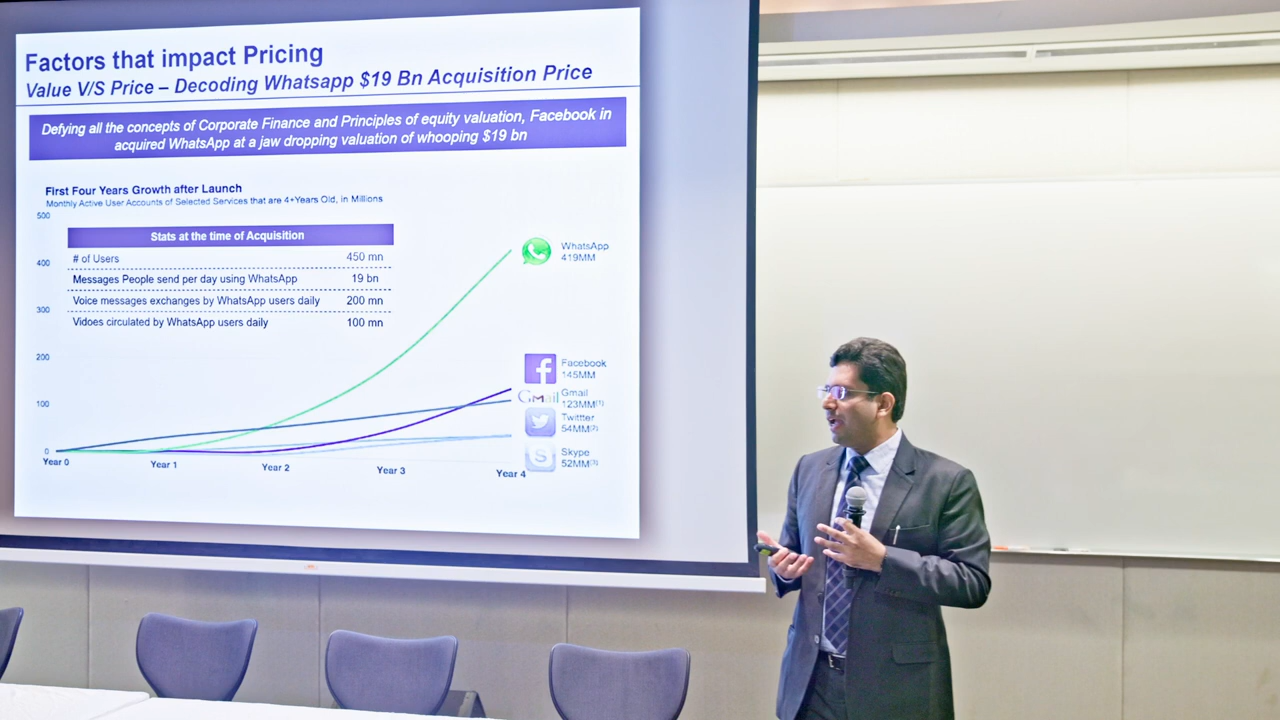 Factors that impact Pricing
Value V/S Price – Decoding Whatsapp $19 Bn Acquisition Price
Defying all the concepts of Corporate Finance and Principles of equity valuation, Facebook in
acquired WhatsApp at a jaw dropping valuation of whooping $19 bn
First Four Years Growth after Launch
Monthly Active User Accounts of Selected Services that are 4+Years Old, in Millions
500
Stats at the time of Acquisition
# of Users 450 mn
Messages People send per day using WhatsApp 19 bn
Voice messages exchanges by WhatsApp users daily 200 mn
Vidoes circulated by WhatsApp users daily 100 mn
400
300
200
100
0
WhatsApp
419MM
Facebook
145MM
Gmail
Gmail
123MM(1)
Twittter
54MM(2)
Skype
52MM(3)
Year 0 Year 1 Year 2 Year 3 Year 4